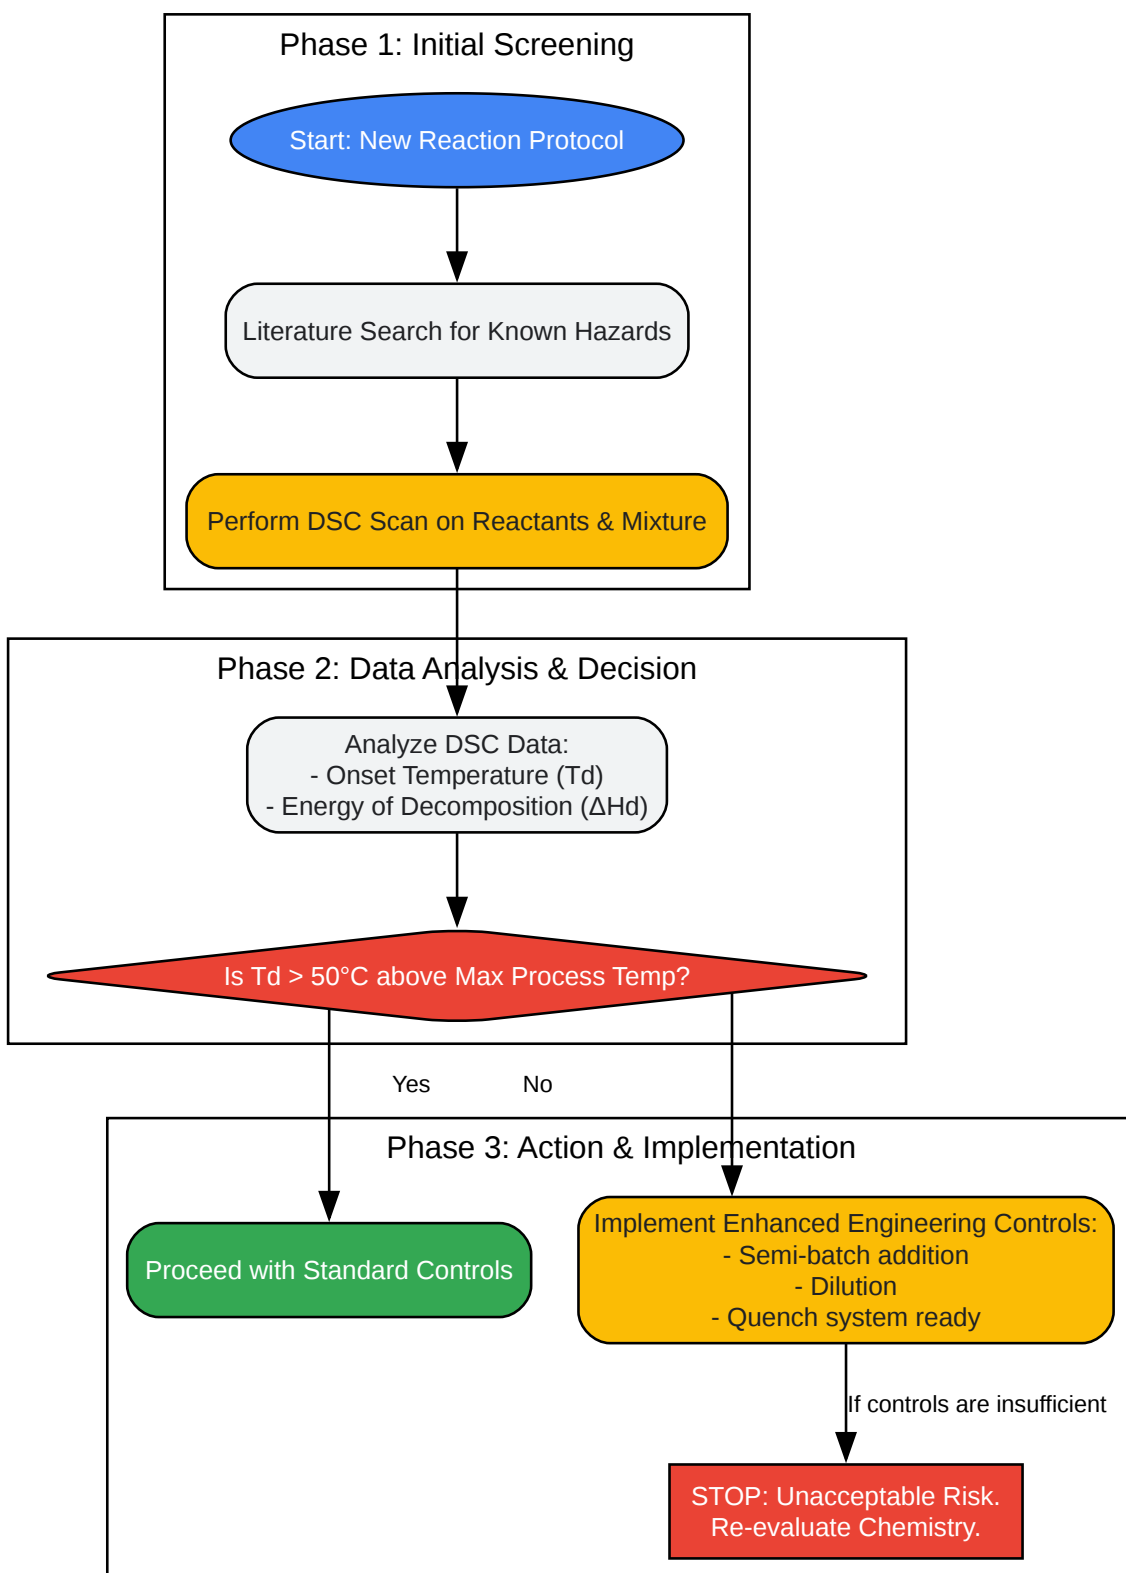 Phase 1: Initial Screening
Start: New Reaction Protocol
Literature Search for Known Hazards
Perform DSC Scan on Reactants & Mixture
Phase 2: Data Analysis & Decision
Analyze DSC Data:
- Onset Temperature (Td)
- Energy of Decomposition (ΔHd)
Is Td > 50°C above Max Process Temp?
Yes
No
Phase 3: Action & Implementation
Proceed with Standard Controls
Implement Enhanced Engineering Controls:
- Semi-batch addition
- Dilution
- Quench system ready
If controls are insufficient
STOP: Unacceptable Risk.
Re-evaluate Chemistry.